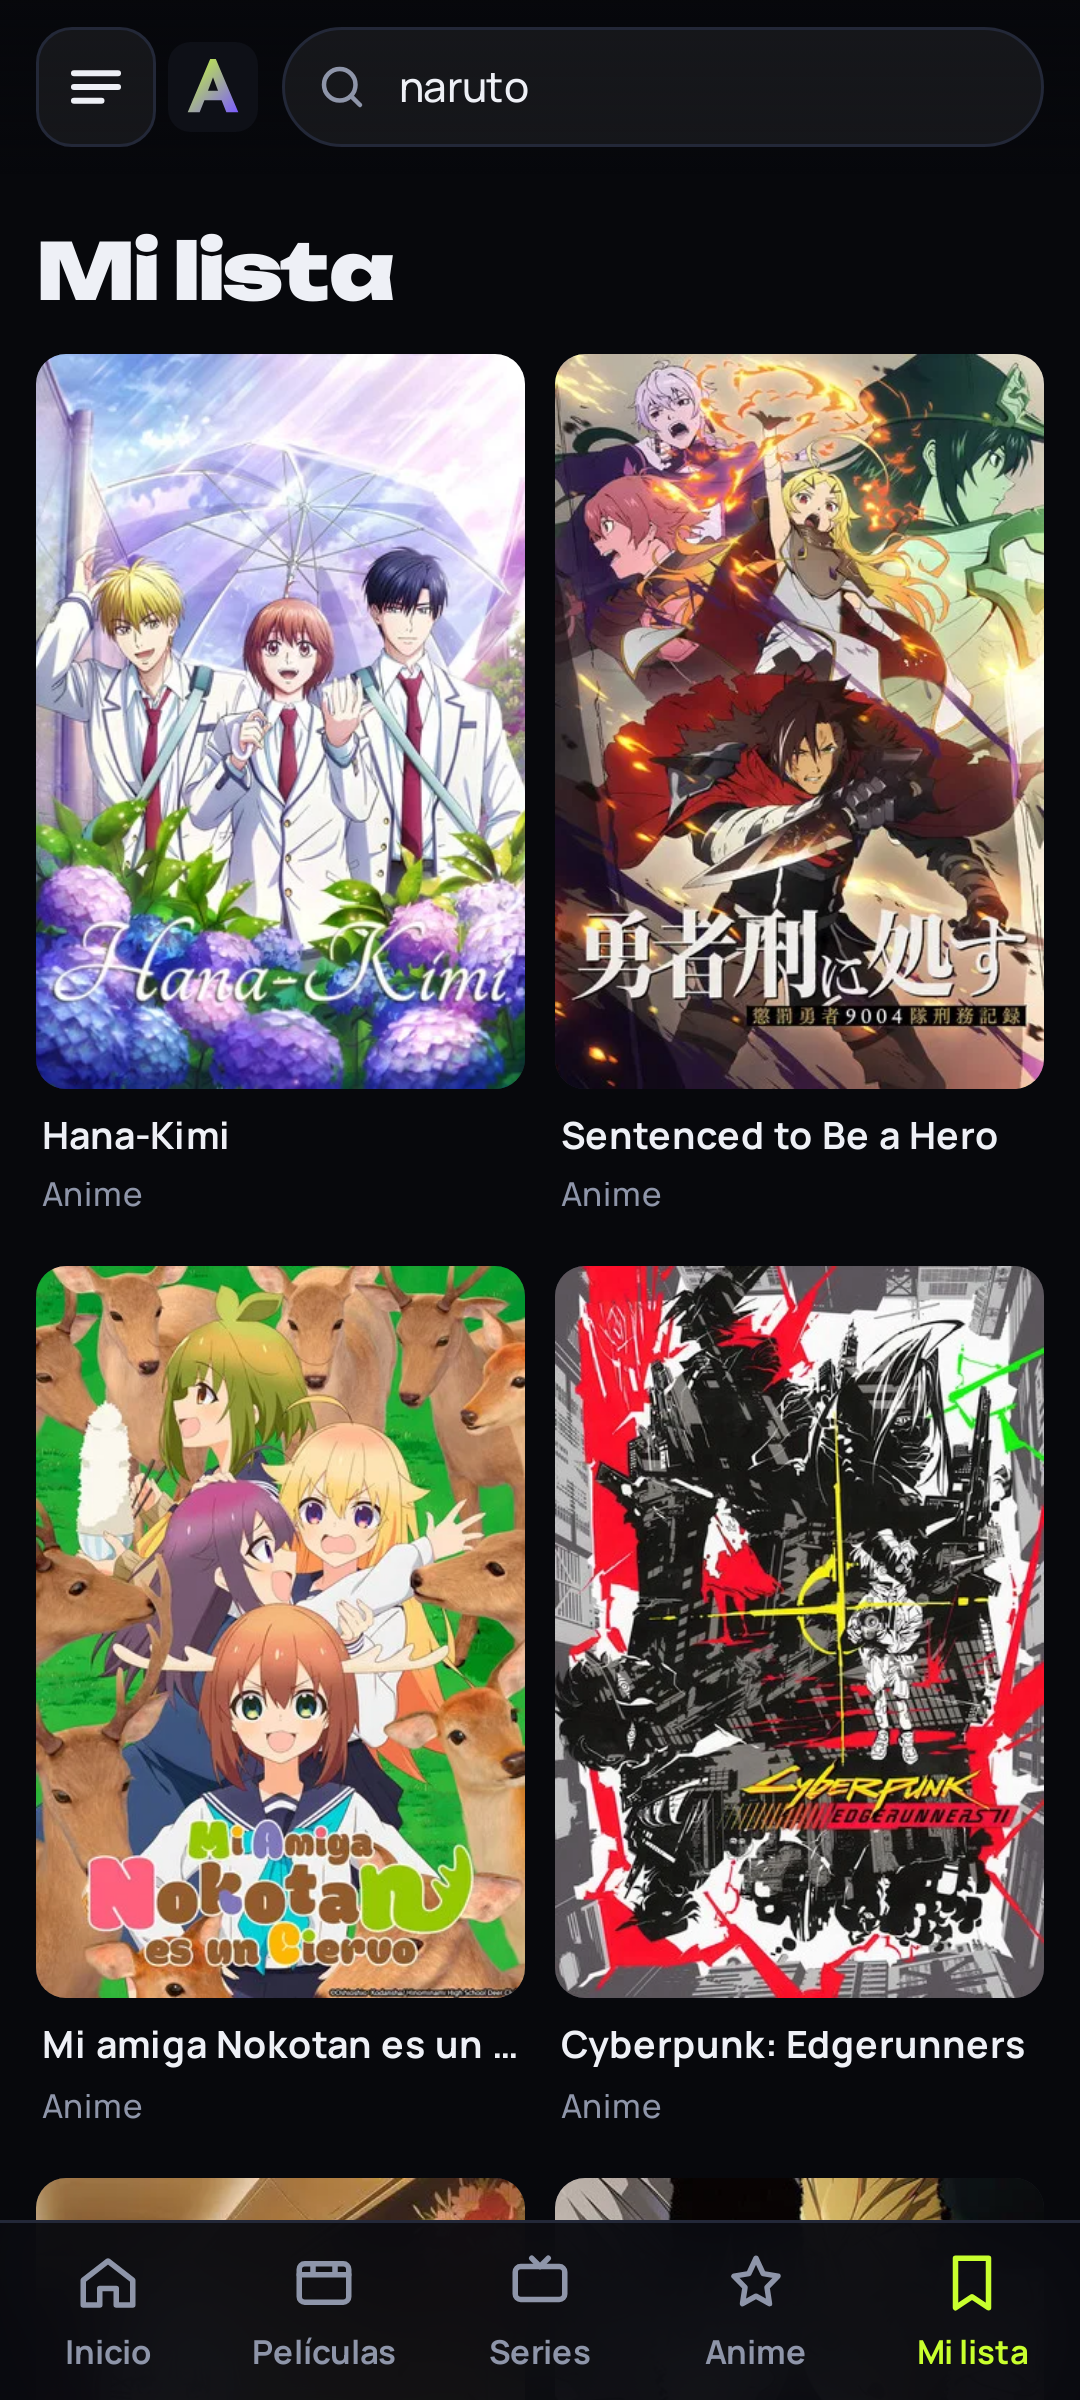 A
naruto
Mi lista
Hana-Kimi
勇者刑に処す
懲罰勇者9004隊刑務記録
Hana-Kimi
Sentenced to Be a Hero
Anime
Anime
Mi Amiga
Nokotan
es un Ciervo
CYBERPUNK
EDGERUNNERS II
Mi amiga Nokotan es un ...
Cyberpunk: Edgerunners
Anime
Anime
Inicio
Películas
Series
Anime
Mi lista